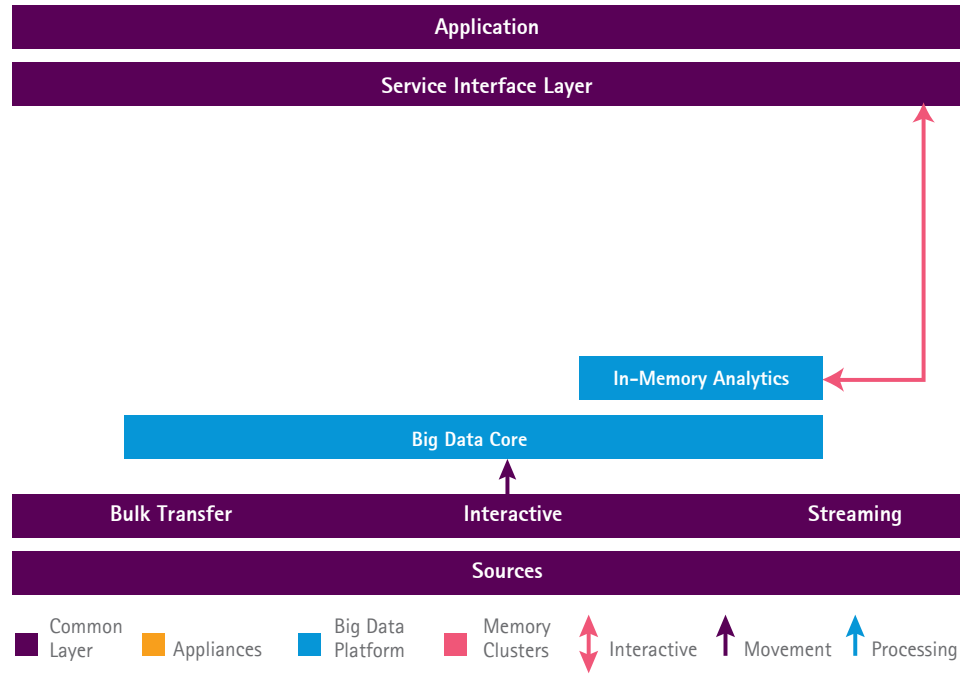 Application
Service Interface Layer
In-Memory Analytics
Big Data Core
Bulk Transfer Interactive Streaming
Sources
Common Layer
Appliances
Big Data Platform
Memory Clusters
Interactive
Movement
Processing